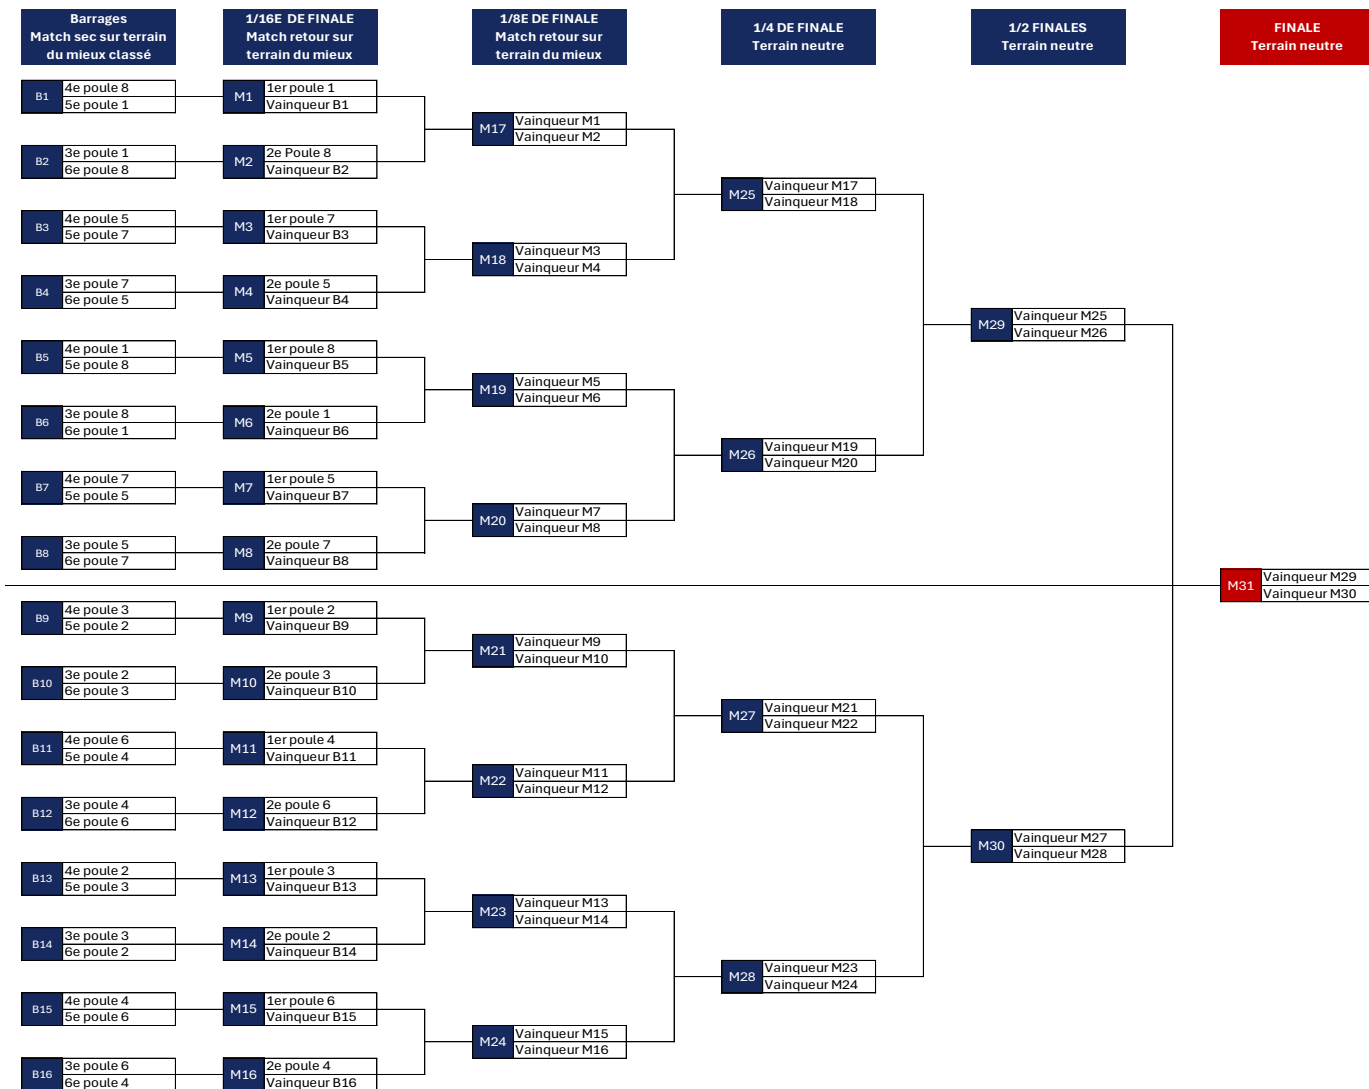 Barrages
Match sec sur terrain
du mieux classé
1/16E DE FINALE
Match retour sur
terrain du mieux
1/8E DE FINALE
Match retour sur
terrain du mieux
1/4 DE FINALE
Terrain neutre
1/2 FINALES
Terrain neutre
FINALE
Terrain neutre
B1
4e poule 8
5e poule 1
B2
3e poule 1
6e poule 8
B3
4e poule 5
5e poule 7
B4
3e poule 7
6e poule 5
B5
4e poule 1
5e poule 8
B6
3e poule 8
6e poule 1
B7
4e poule 7
5e poule 5
B8
3e poule 5
6e poule 7
B9
4e poule 3
5e poule 2
B10
3e poule 2
6e poule 3
B11
4e poule 6
5e poule 4
B12
3e poule 4
6e poule 6
B13
4e poule 2
5e poule 3
B14
3e poule 3
6e poule 2
B15
4e poule 4
5e poule 6
B16
3e poule 6
6e poule 4
M1
1er poule 1
Vainqueur B1
M2
2e Poule 8
Vainqueur B2
M3
1er poule 7
Vainqueur B3
M4
2e poule 5
Vainqueur B4
M5
1er poule 8
Vainqueur B5
M6
2e poule 1
Vainqueur B6
M7
1er poule 5
Vainqueur B7
M8
2e poule 7
Vainqueur B8
M9
1er poule 2
Vainqueur B9
M10
2e poule 3
Vainqueur B10
M11
1er poule 4
Vainqueur B11
M12
2e poule 6
Vainqueur B12
M13
1er poule 3
Vainqueur B13
M14
2e poule 2
Vainqueur B14
M15
1er poule 6
Vainqueur B15
M16
2e poule 4
Vainqueur B16
M17
Vainqueur M1
Vainqueur M2
M18
Vainqueur M3
Vainqueur M4
M19
Vainqueur M5
Vainqueur M6
M20
Vainqueur M7
Vainqueur M8
M21
Vainqueur M9
Vainqueur M10
M22
Vainqueur M11
Vainqueur M12
M23
Vainqueur M13
Vainqueur M14
M24
Vainqueur M15
Vainqueur M16
M25
Vainqueur M17
Vainqueur M18
M26
Vainqueur M19
Vainqueur M20
M27
Vainqueur M21
Vainqueur M22
M28
Vainqueur M23
Vainqueur M24
M29
Vainqueur M25
Vainqueur M26
M30
Vainqueur M27
Vainqueur M28
M31
Vainqueur M29
Vainqueur M30